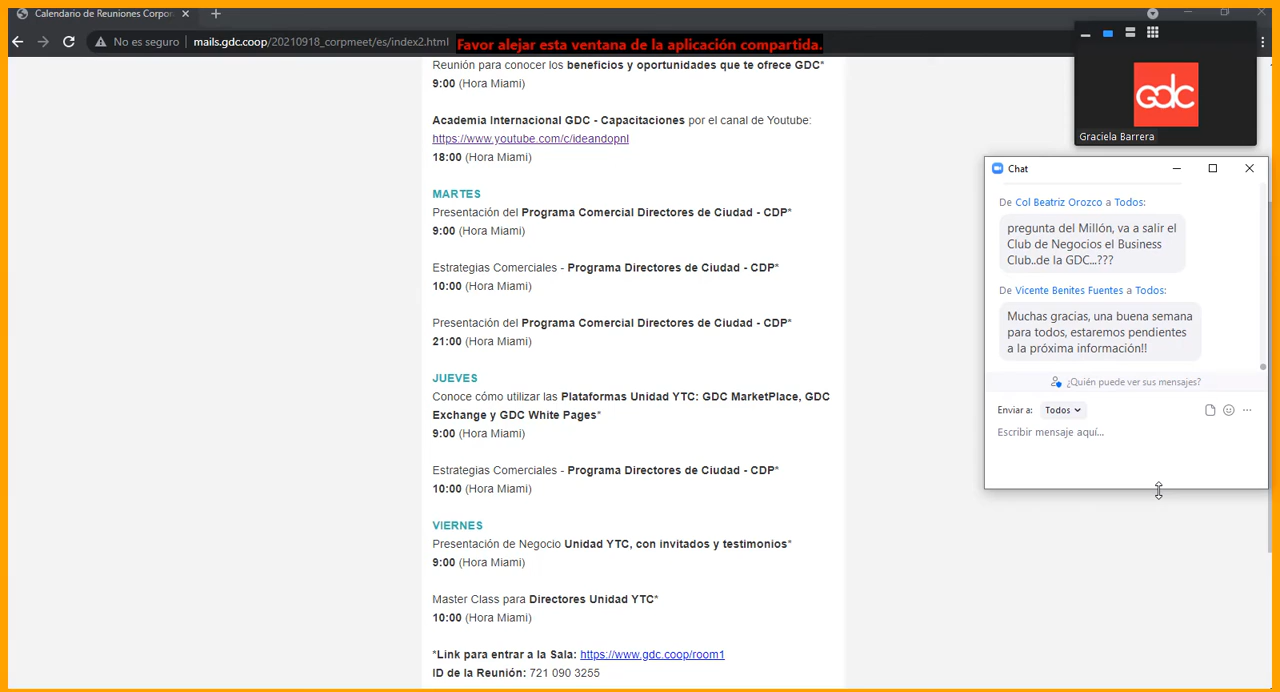 Calendario de Reuniones Corpor
No es seguro
mails.gdc.coop/20210918_corpmeet/es/index2.html
Favor alejar esta ventana de la aplicación compartida.
Reunión para conocer los beneficios y oportunidades que te ofrece GDC*
9:00 (Hora Miami)
Academia Internacional GDC - Capacitaciones por el canal de Youtube:
https://www.youtube.com/c/ideandopnl
18:00 (Hora Miami)
MARTES
Presentación del Programa Comercial Directores de Ciudad - CDP*
9:00 (Hora Miami)
Estrategias Comerciales - Programa Directores de Ciudad - CDP*
10:00 (Hora Miami)
Presentación del Programa Comercial Directores de Ciudad - CDP*
21:00 (Hora Miami)
JUEVES
Conoce cómo utilizar las Plataformas Unidad YTC: GDC MarketPlace, GDC
Exchange y GDC White Pages*
9:00 (Hora Miami)
Estrategias Comerciales - Programa Directores de Ciudad - CDP*
10:00 (Hora Miami)
VIERNES
Presentación de Negocio Unidad YTC, con invitados y testimonios*
9:00 (Hora Miami)
Master Class para Directores Unidad YTC*
10:00 (Hora Miami)
*Link para entrar a la Sala: https://www.gdc.coop/room1
ID de la Reunión: 721 090 3255
gdc
Graciela Barrera
Chat
De Col Beatriz Orozco a Todos:
pregunta del Millón, va a salir el
Club de Negocios el Business
Club..de la GDC...???
De Vicente Benites Fuentes a Todos:
Muchas gracias, una buena semana
para todos, estaremos pendientes
a la próxima información!!
¿Quién puede ver sus mensajes?
Enviar a: Todos
Escribir mensaje aquí...